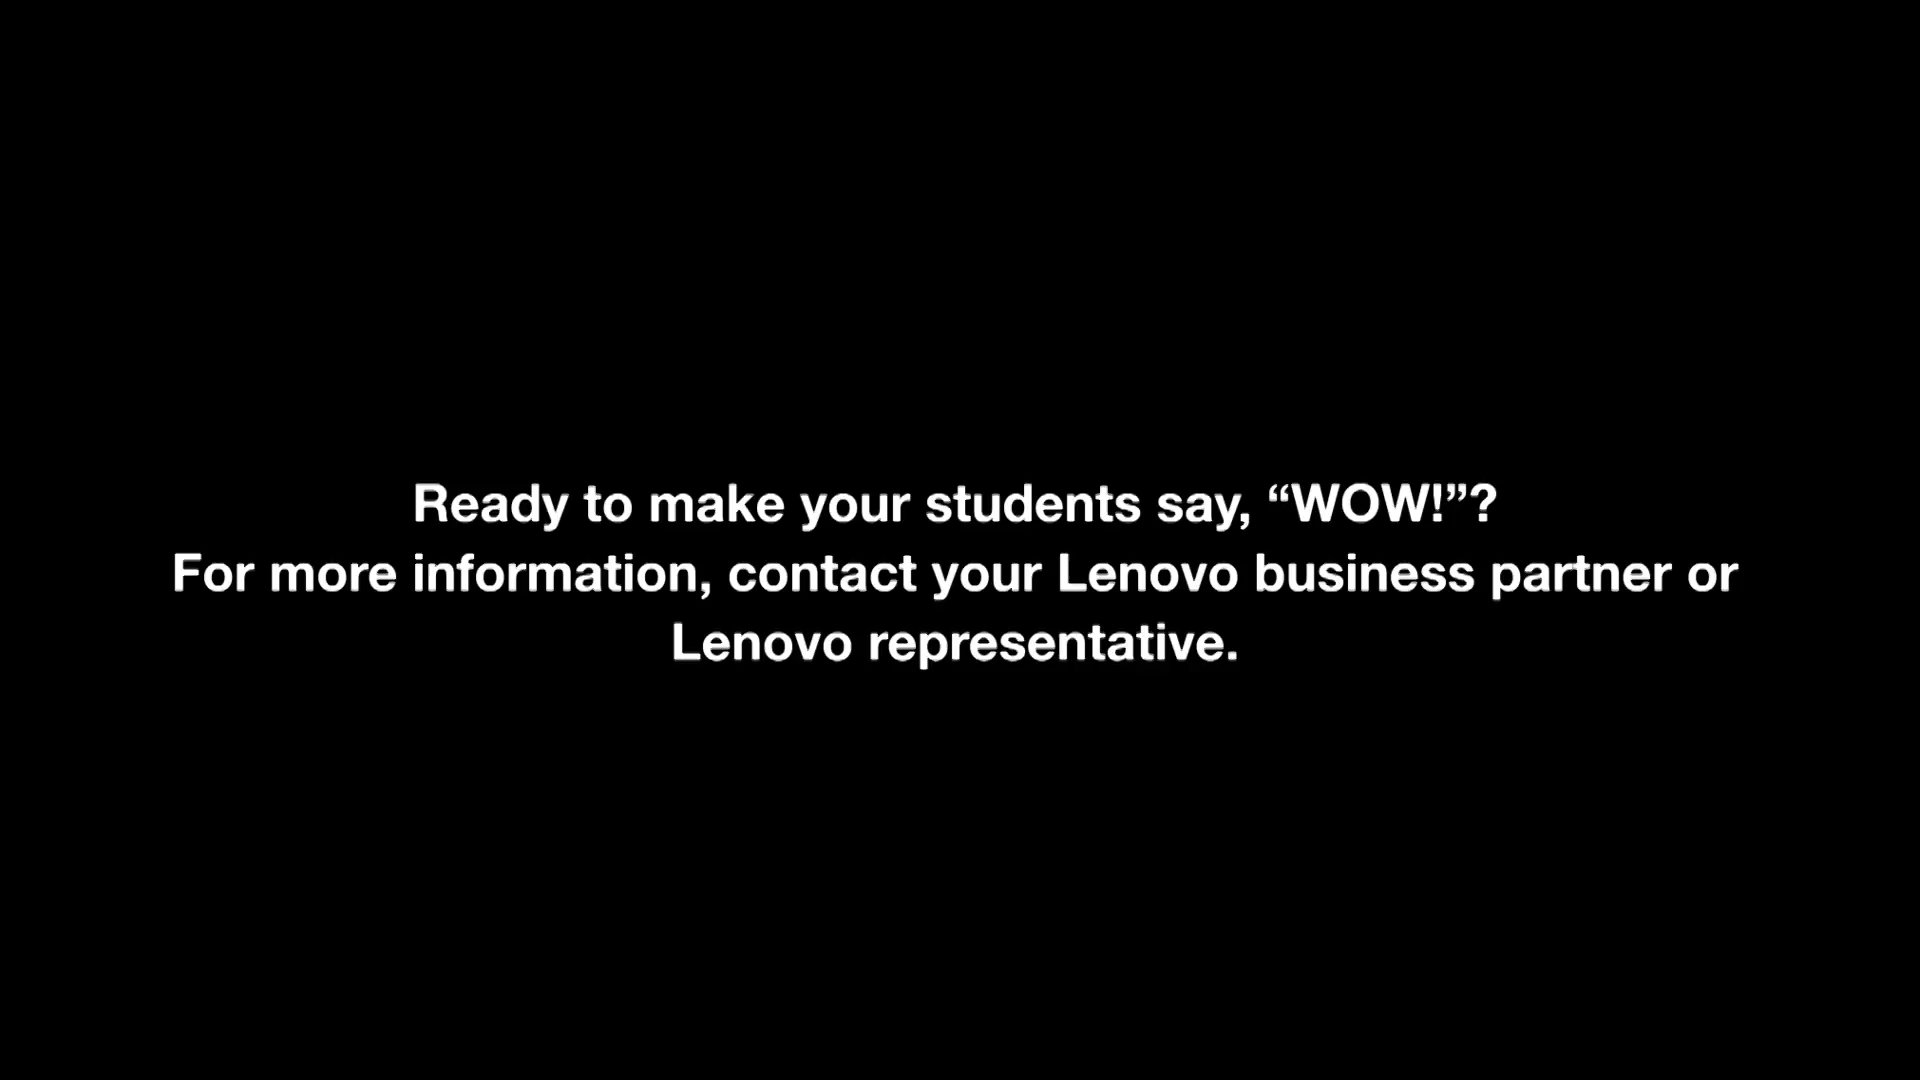 Ready to make your students say, “WOW!”?
For more information, contact your Lenovo business partner or
Lenovo representative.